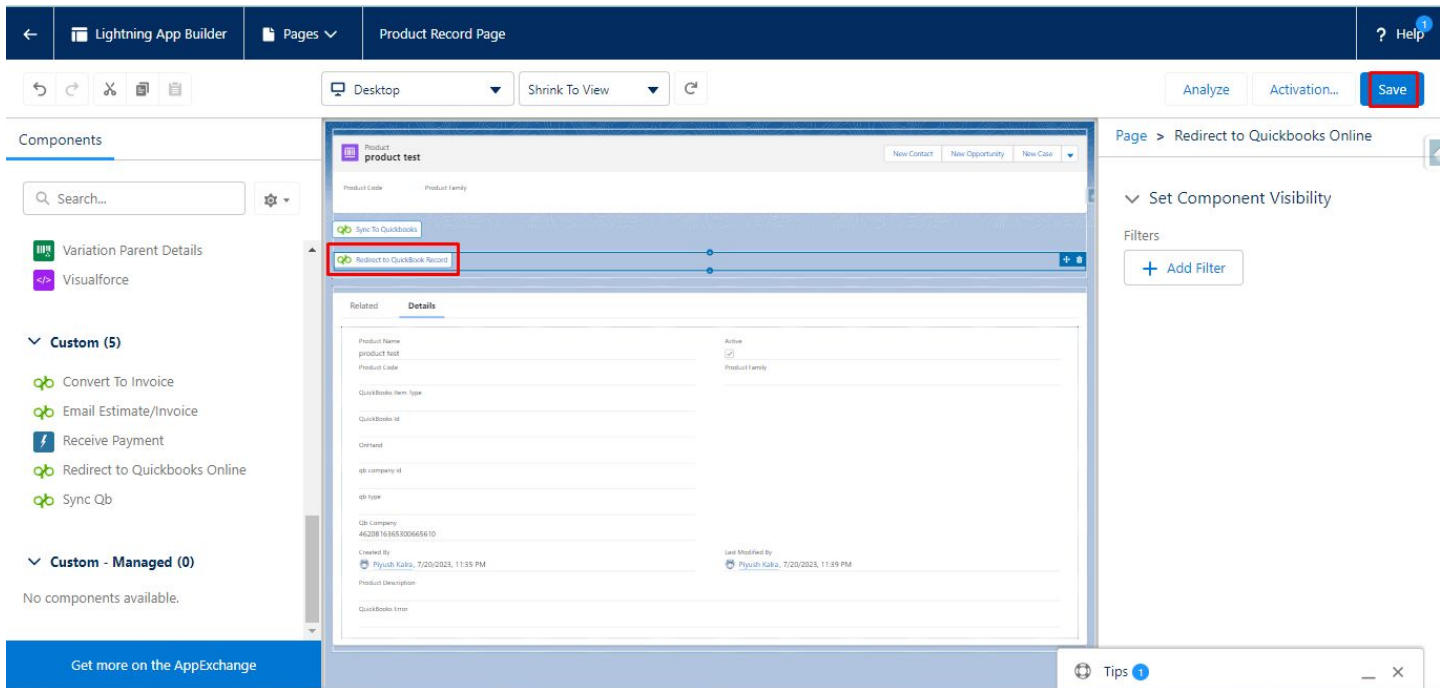 Lightning App Builder
Pages
Product Record Page
? Help
1
Desktop
Shrink To View
Analyze
Activation...
Save
Components
Search...
Variation Parent Details
Visualforce
Custom (5)
Convert To Invoice
Email Estimate/Invoice
Receive Payment
Redirect to Quickbooks Online
Sync Qb
Custom - Managed (0)
No components available.
Get more on the AppExchange
Product
product test
New Contact
New Opportunity
New Case
Product Code
Product Family
Sync To Quickbooks
Redirect to QuickBook Record
Related
Details
Product Name
product test
Active
Product Code
Product Family
QuickBooks Item Type
QuickBooks Id
OnHand
qb company id
qb type
Qb Company
4620816365300665610
Created By
Piyush Kalra, 7/20/2023, 11:35 PM
Last Modified By
Piyush Kalra, 7/20/2023, 11:39 PM
Product Description
QuickBooks Error
Page > Redirect to Quickbooks Online
Set Component Visibility
Filters
+ Add Filter
Tips 1